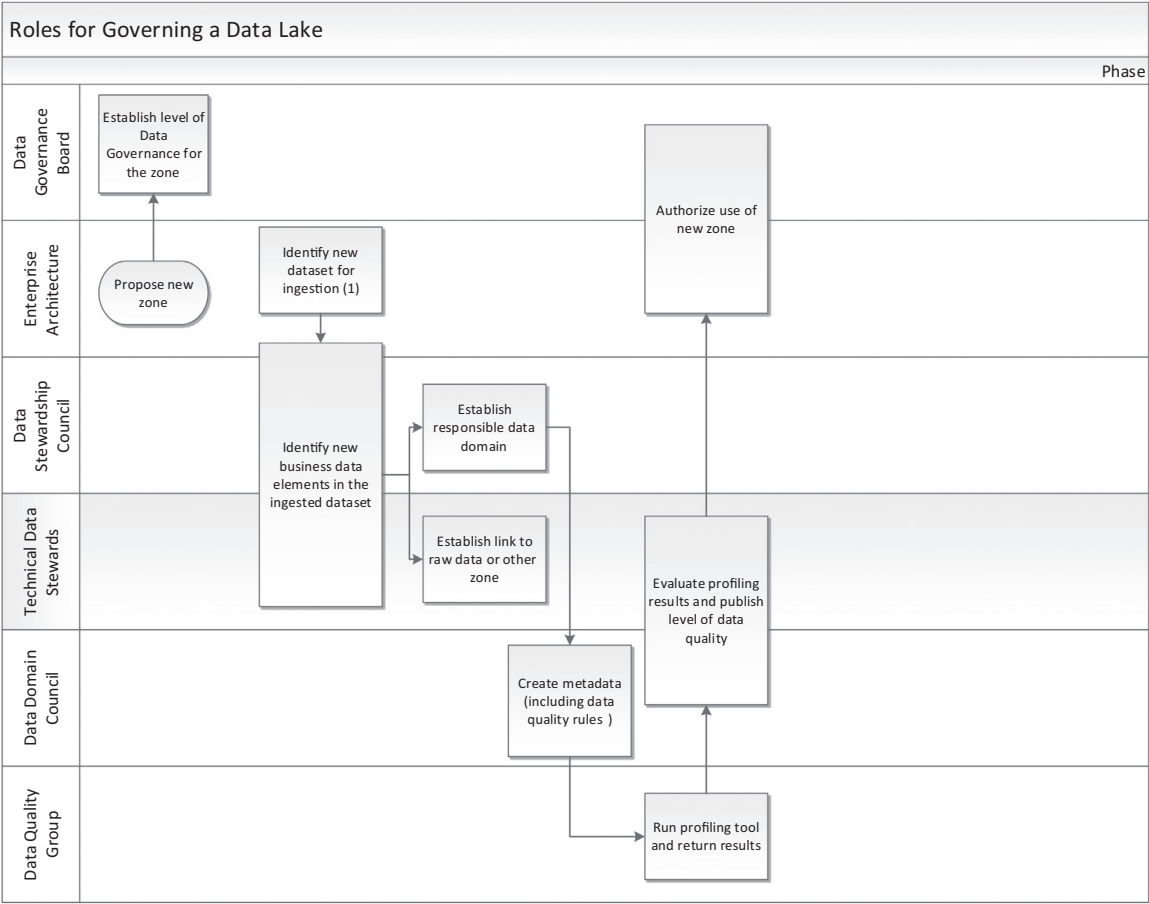 Roles for Governing a Data Lake
Phase
Data
Governance
Board
Establish level of
Data
Governance for
the zone
Authorize use of
new zone
Enterprise
Architecture
Propose new
zone
Identify new
dataset for
ingestion (1)
Data
Stewardship
Council
Identify new
business data
elements in the
ingested dataset
Establish
responsible data
domain
Technical Data
Stewards
Establish link to
raw data or other
zone
Evaluate profiling
results and publish
level of data
quality
Data Domain
Council
Create metadata
(including data
quality rules )
Data Quality
Group
Run profiling tool
and return results